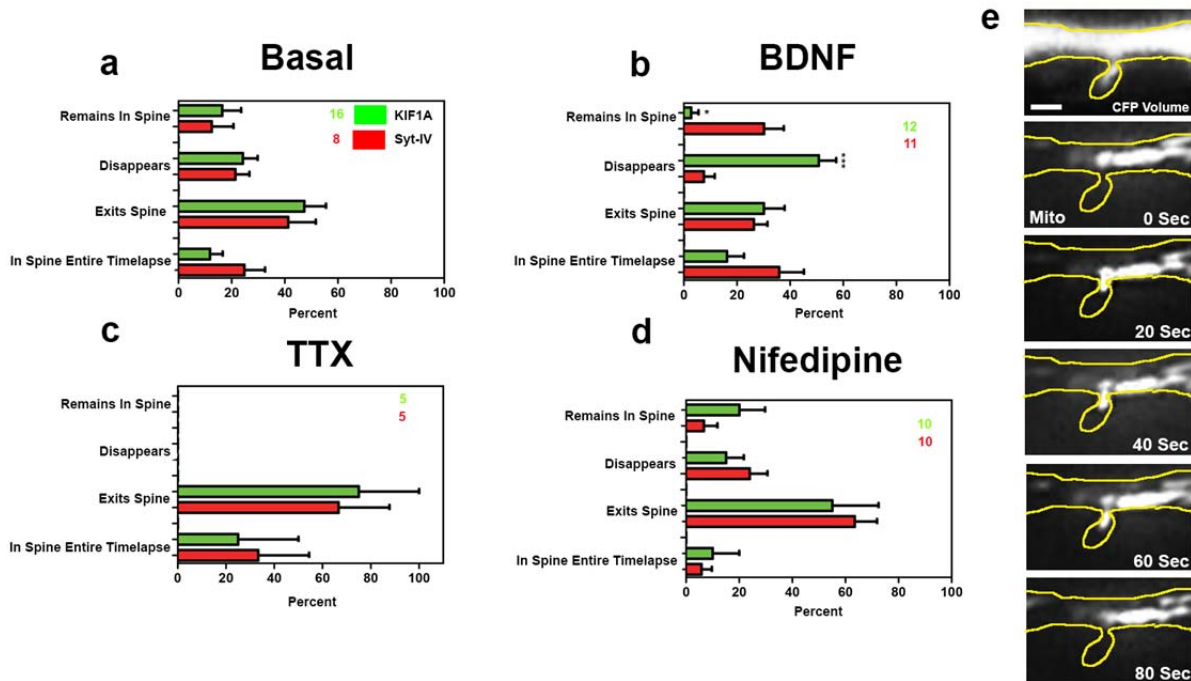 a
Basal
Remains In Spine
Disappears
Exits Spine
In Spine Entire Timelapse
16 KIF1A
8 Syt-IV
0 20 40 60 80 100
Percent
b
BDNF
Remains In Spine
Disappears
Exits Spine
In Spine Entire Timelapse
*
***
12
11
0 20 40 60 80 100
Percent
c
TTX
Remains In Spine
Disappears
Exits Spine
In Spine Entire Timelapse
5
5
0 20 40 60 80 100
Percent
d
Nifedipine
Remains In Spine
Disappears
Exits Spine
In Spine Entire Timelapse
10
10
0 20 40 60 80 100
Percent
e
CFP Volume
Mito 0 Sec
20 Sec
40 Sec
60 Sec
80 Sec